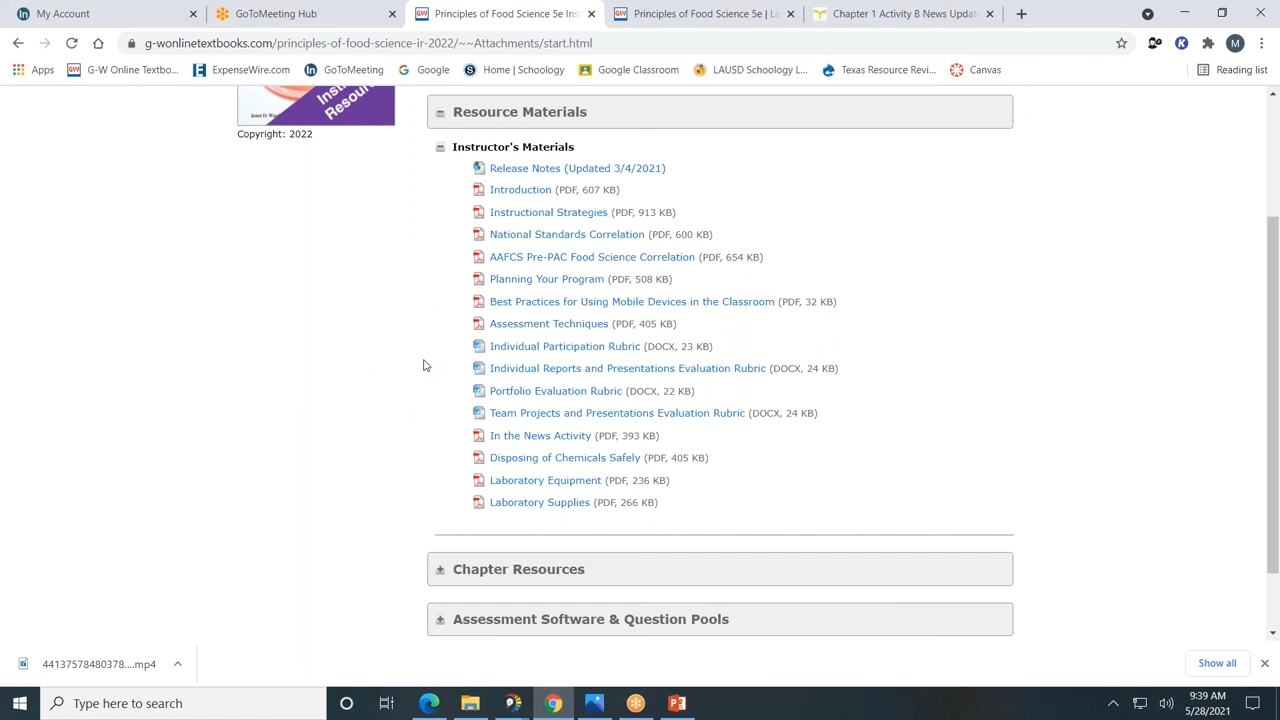 My Account
GoToMeeting Hub
Principles of Food Science 5e Ins
Principles of Food Science 5e | La
Chapter 1 Activity B News Updat
g-wonlinetextbooks.com/principles-of-food-science-ir-2022/~~Attachments/start.html
M
Apps
G-W Online Textbo...
ExpenseWire.com
GoToMeeting
Google
Home | Schoology
Google Classroom
LAUSD Schoology L...
Texas Resource Revi...
Canvas
Reading list
Copyright: 2022
Resource Materials
Instructor's Materials
Release Notes (Updated 3/4/2021)
Introduction (PDF, 607 KB)
Instructional Strategies (PDF, 913 KB)
National Standards Correlation (PDF, 600 KB)
AAFCS Pre-PAC Food Science Correlation (PDF, 654 KB)
Planning Your Program (PDF, 508 KB)
Best Practices for Using Mobile Devices in the Classroom (PDF, 32 KB)
Assessment Techniques (PDF, 405 KB)
Individual Participation Rubric (DOCX, 23 KB)
Individual Reports and Presentations Evaluation Rubric (DOCX, 24 KB)
Portfolio Evaluation Rubric (DOCX, 22 KB)
Team Projects and Presentations Evaluation Rubric (DOCX, 24 KB)
In the News Activity (PDF, 393 KB)
Disposing of Chemicals Safely (PDF, 405 KB)
Laboratory Equipment (PDF, 236 KB)
Laboratory Supplies (PDF, 266 KB)
Chapter Resources
Assessment Software & Question Pools
44137578480378....mp4
Show all
Type here to search
9:39 AM
5/28/2021